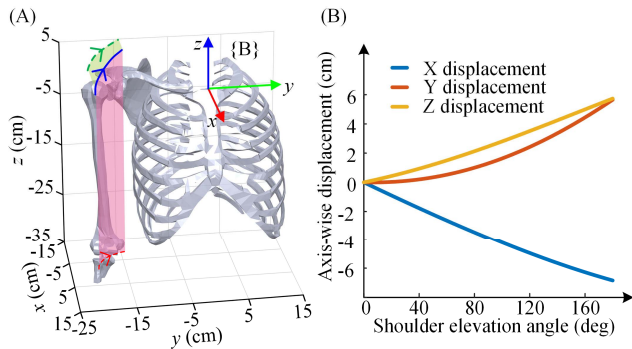 (A)
5
-5
-15
-25
-35
z (cm)
-15
-5
5
15
x (cm)
-25
-15
-5
5
15
y (cm)
z
{B}
y
x
(B)
X displacement
Y displacement
Z displacement
Axis-wise displacement (cm)
6
4
2
0
-2
-4
-6
0
40
80
120
160
Shoulder elevation angle (deg)